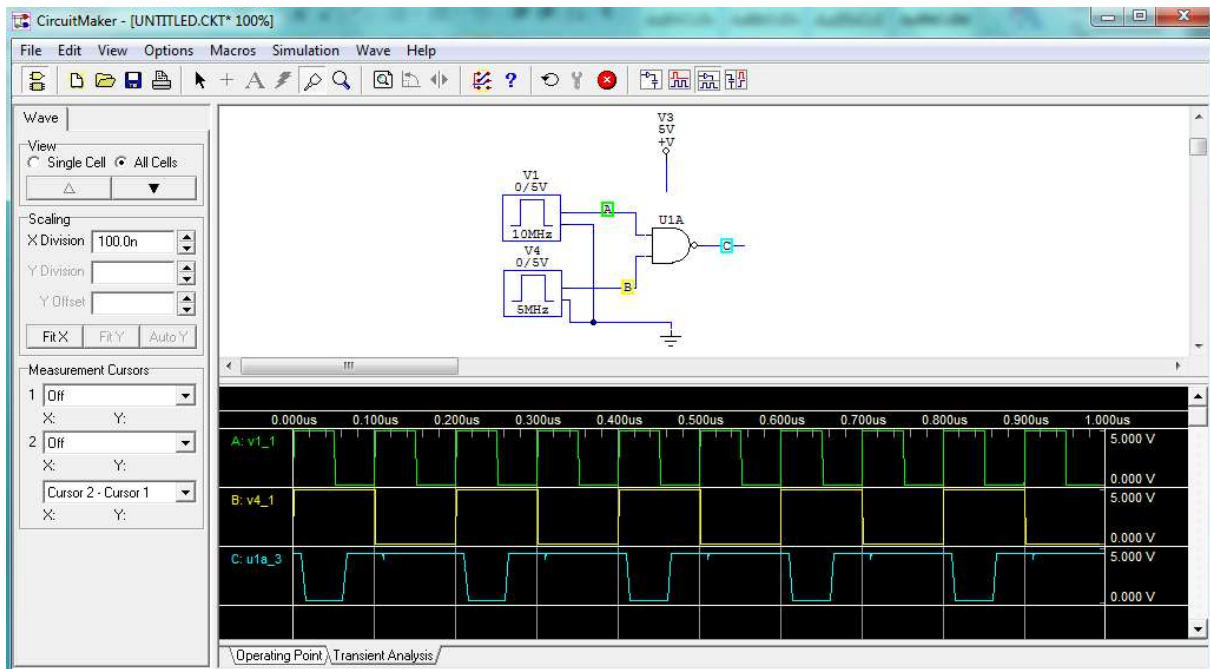 CircuitMaker - [UNTITLED.CKT* 100%]
File Edit View Options Macros Simulation Wave Help
Wave
View
Single Cell All Cells
Scaling
X Division 100.0n
Y Division
Y Offset
Fit X Fit Y Auto Y
Measurement Cursors
1 Off
X: Y:
2 Off
X: Y:
Cursor 2 - Cursor 1
X: Y:
V3
5V
+V
V1
0/5V
10MHz
A
U1A
C
V4
0/5V
5MHz
B
0.000us 0.100us 0.200us 0.300us 0.400us 0.500us 0.600us 0.700us 0.800us 0.900us 1.000us
A: v1_1 5.000 V
0.000 V
B: v4_1 5.000 V
0.000 V
C: u1a_3 5.000 V
0.000 V
Operating Point Transient Analysis